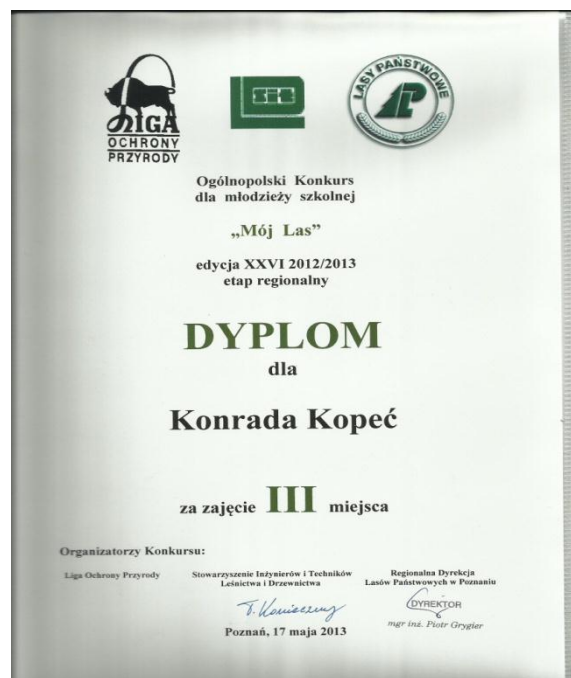 LIGA
OCHRONY
PRZYRODY
SIT
LASY PAŃSTWOWE
Ogólnopolski Konkurs
dla młodzieży szkolnej
„Mój Las”
edycja XXVI 2012/2013
etap regionalny
DYPLOM
dla
Konrada Kopeć
za zajęcie III miejsca
Organizatorzy Konkursu:
Liga Ochrony Przyrody
Stowarzyszenie Inżynierów i Techników
Leśnictwa i Drzewnictwa
Regionalna Dyrekcja
Lasów Państwowych w Poznaniu
DYREKTOR
mgr inż. Piotr Grygier
Poznań, 17 maja 2013